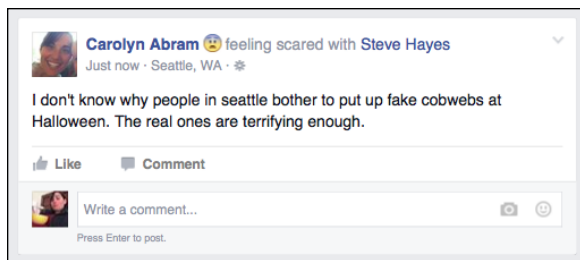 Carolyn Abram 😨 feeling scared with Steve Hayes
Just now · Seattle, WA ·
I don't know why people in seattle bother to put up fake cobwebs at
Halloween. The real ones are terrifying enough.
Like Comment
Write a comment...
Press Enter to post.